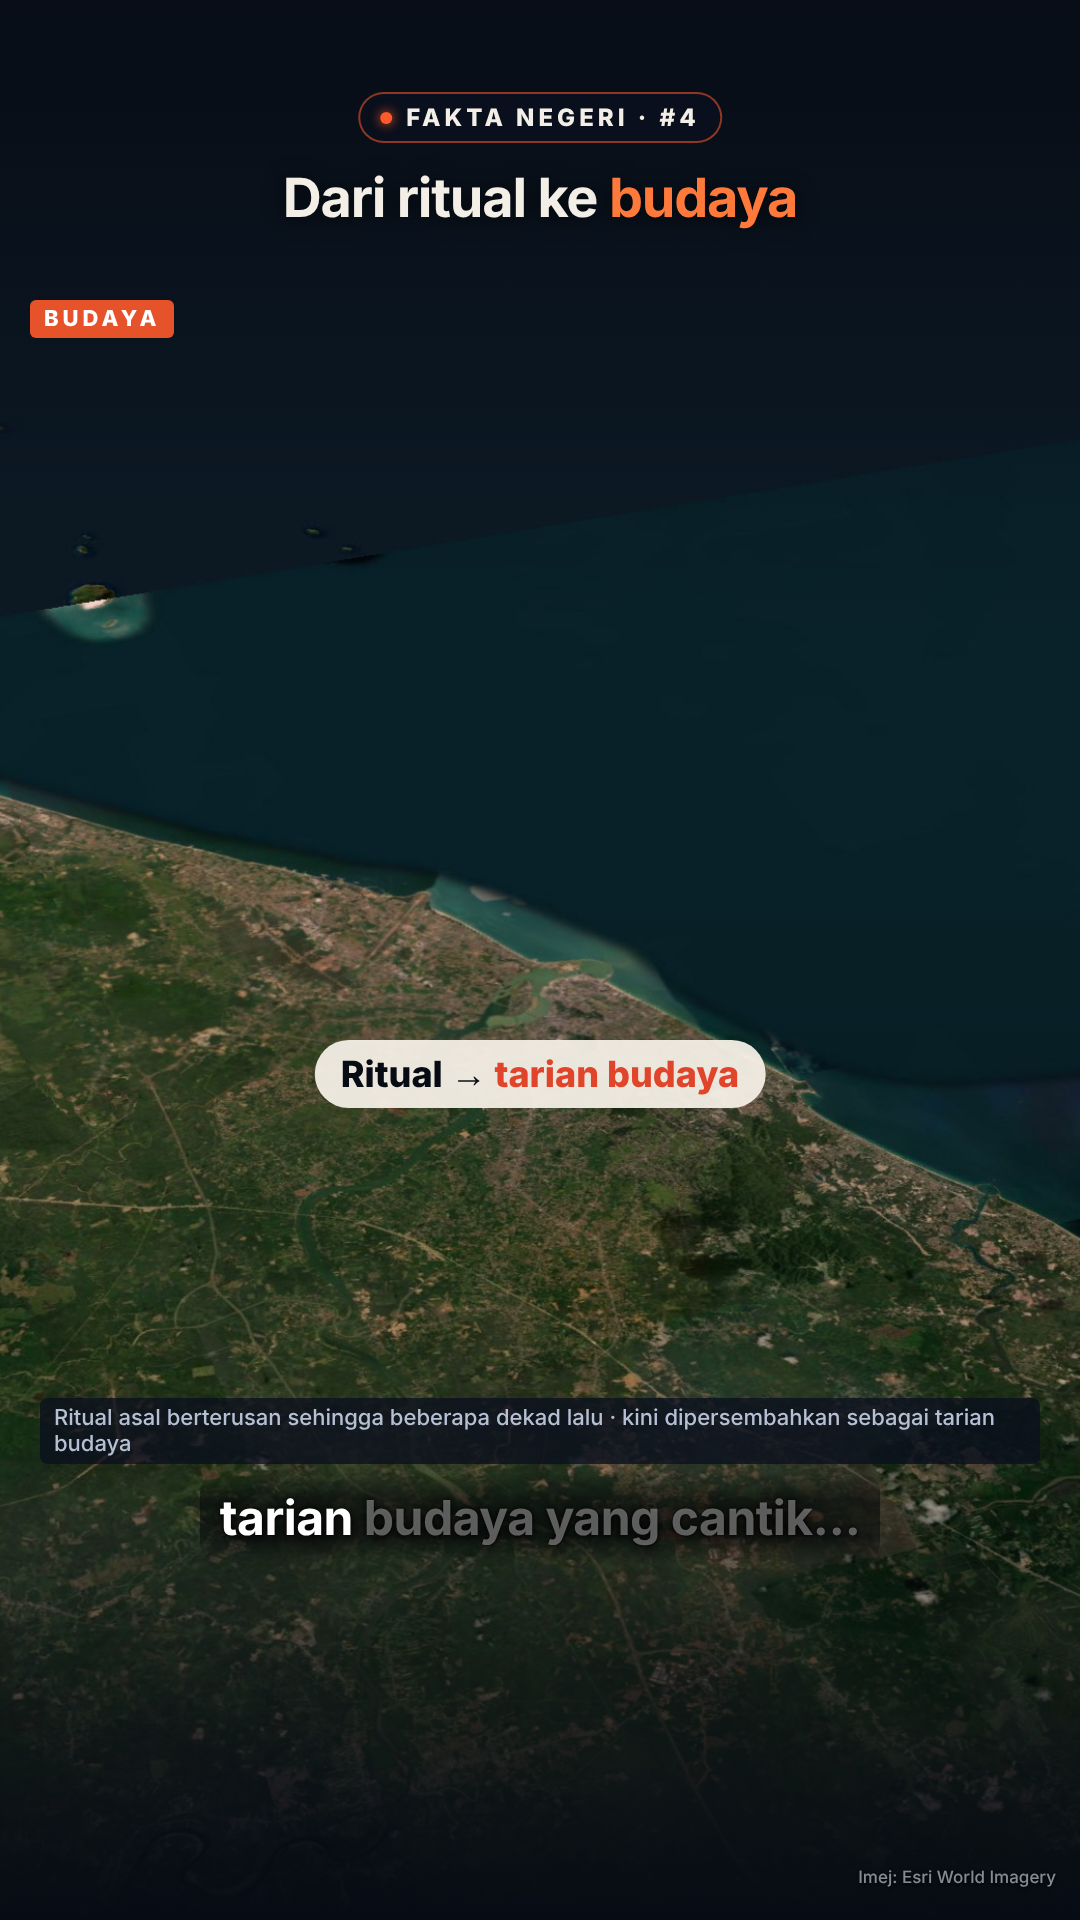 FAKTA NEGERI · #4
Dari ritual ke budaya
BUDAYA
Ritual → tarian budaya
Ritual asal berterusan sehingga beberapa dekad lalu · kini dipersembahkan sebagai tarian
budaya
tarian budaya yang cantik...
Imej: Esri World Imagery